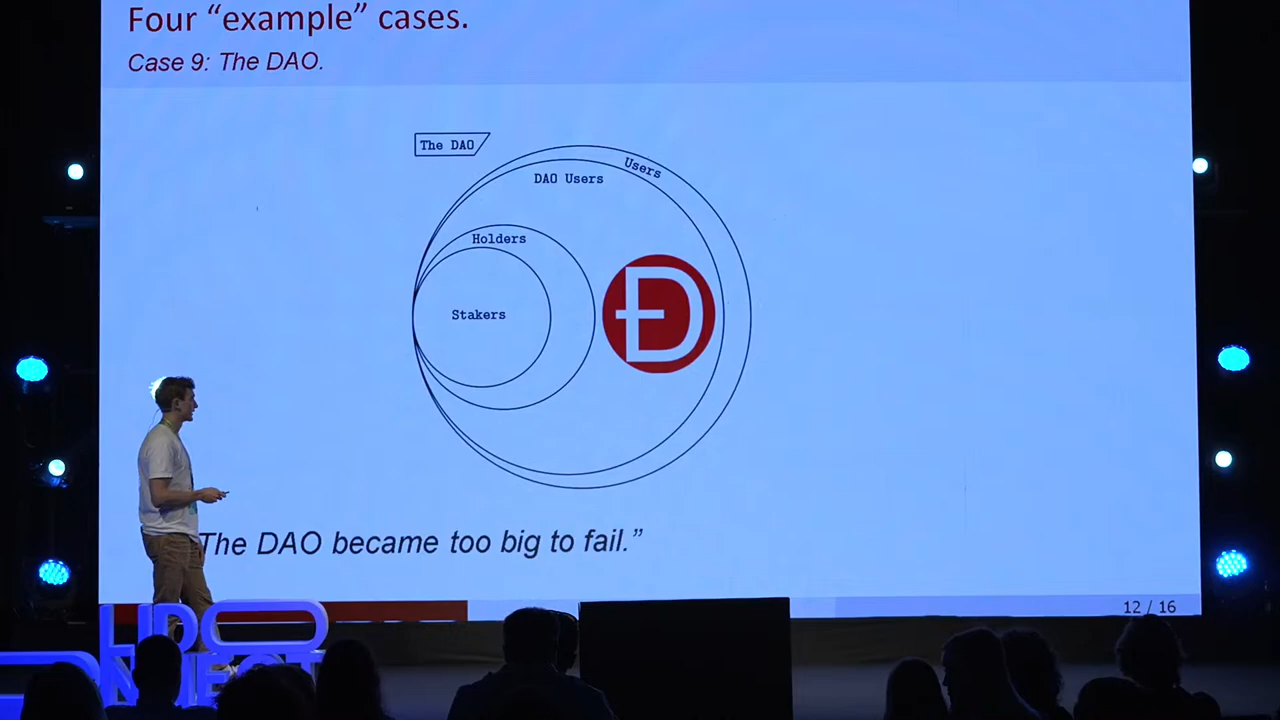 Four “example” cases.
Case 9: The DAO.
The DAO
Users
DAO Users
Holders
Stakers
Đ
The DAO became too big to fail.”
12 / 16
LIDO